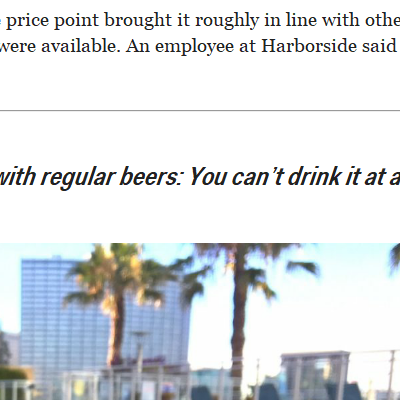 price point brought it roughly in line with
were available. An employee at Harborside said
with regular beers: You can’t drink it at